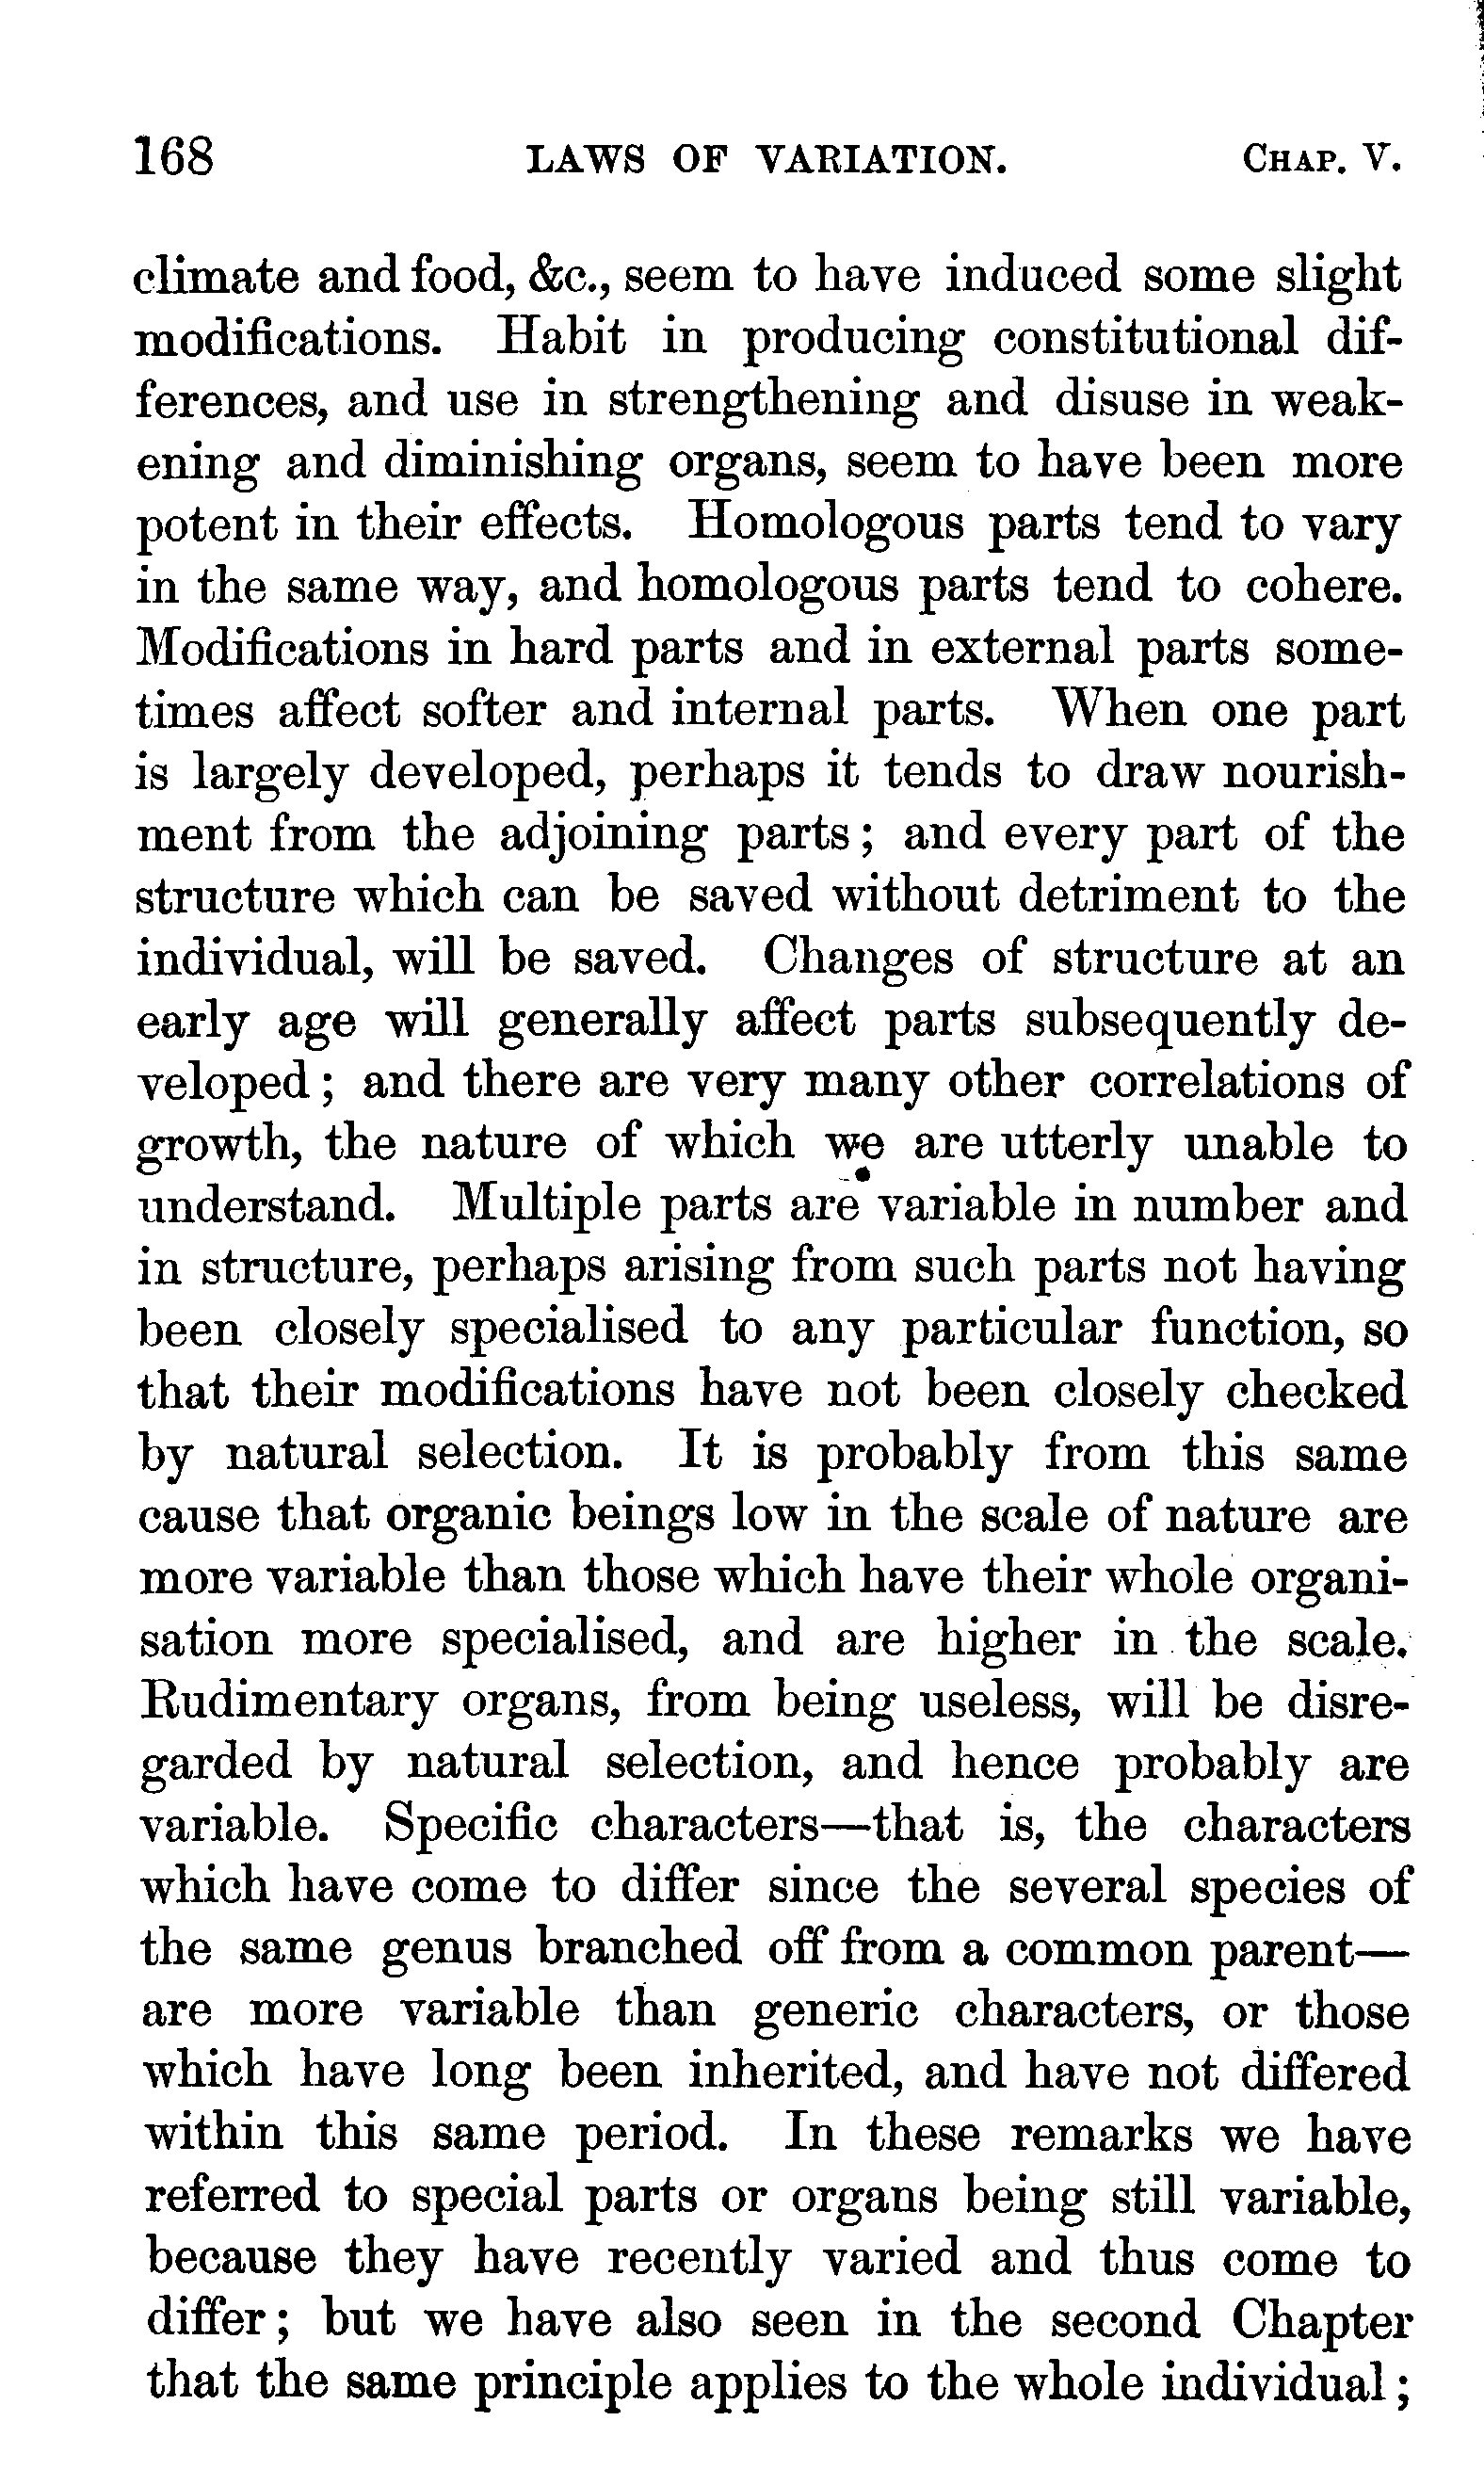 168 LAWS OF VARIATION. CHAP. V.
climate and food, &c., seem to have induced some slight
modifications. Habit in producing constitutional dif-
ferences, and use in strengthening and disuse in weak-
ening and diminishing organs, seem to have been more
potent in their effects. Homologous parts tend to vary
in the same way, and homologous parts tend to cohere.
Modifications in hard parts and in external parts some-
times affect softer and internal parts. When one part
is largely developed, perhaps it tends to draw nourish-
ment from the adjoining parts; and every part of the
structure which can be saved without detriment to the
individual, will be saved. Changes of structure at an
early age will generally affect parts subsequently de-
veloped; and there are very many other correlations of
growth, the nature of which we are utterly unable to
understand. Multiple parts are variable in number and
in structure, perhaps arising from such parts not having
been closely specialised to any particular function, so
that their modifications have not been closely checked
by natural selection. It is probably from this same
cause that organic beings low in the scale of nature are
more variable than those which have their whole organi-
sation more specialised, and are higher in the scale.
Rudimentary organs, from being useless, will be disre-
garded by natural selection, and hence probably are
variable. Specific characters—that is, the characters
which have come to differ since the several species of
the same genus branched off from a common parent—
are more variable than generic characters, or those
which have long been inherited, and have not differed
within this same period. In these remarks we have
referred to special parts or organs being still variable,
because they have recently varied and thus come to
differ; but we have also seen in the second Chapter
that the same principle applies to the whole individual;